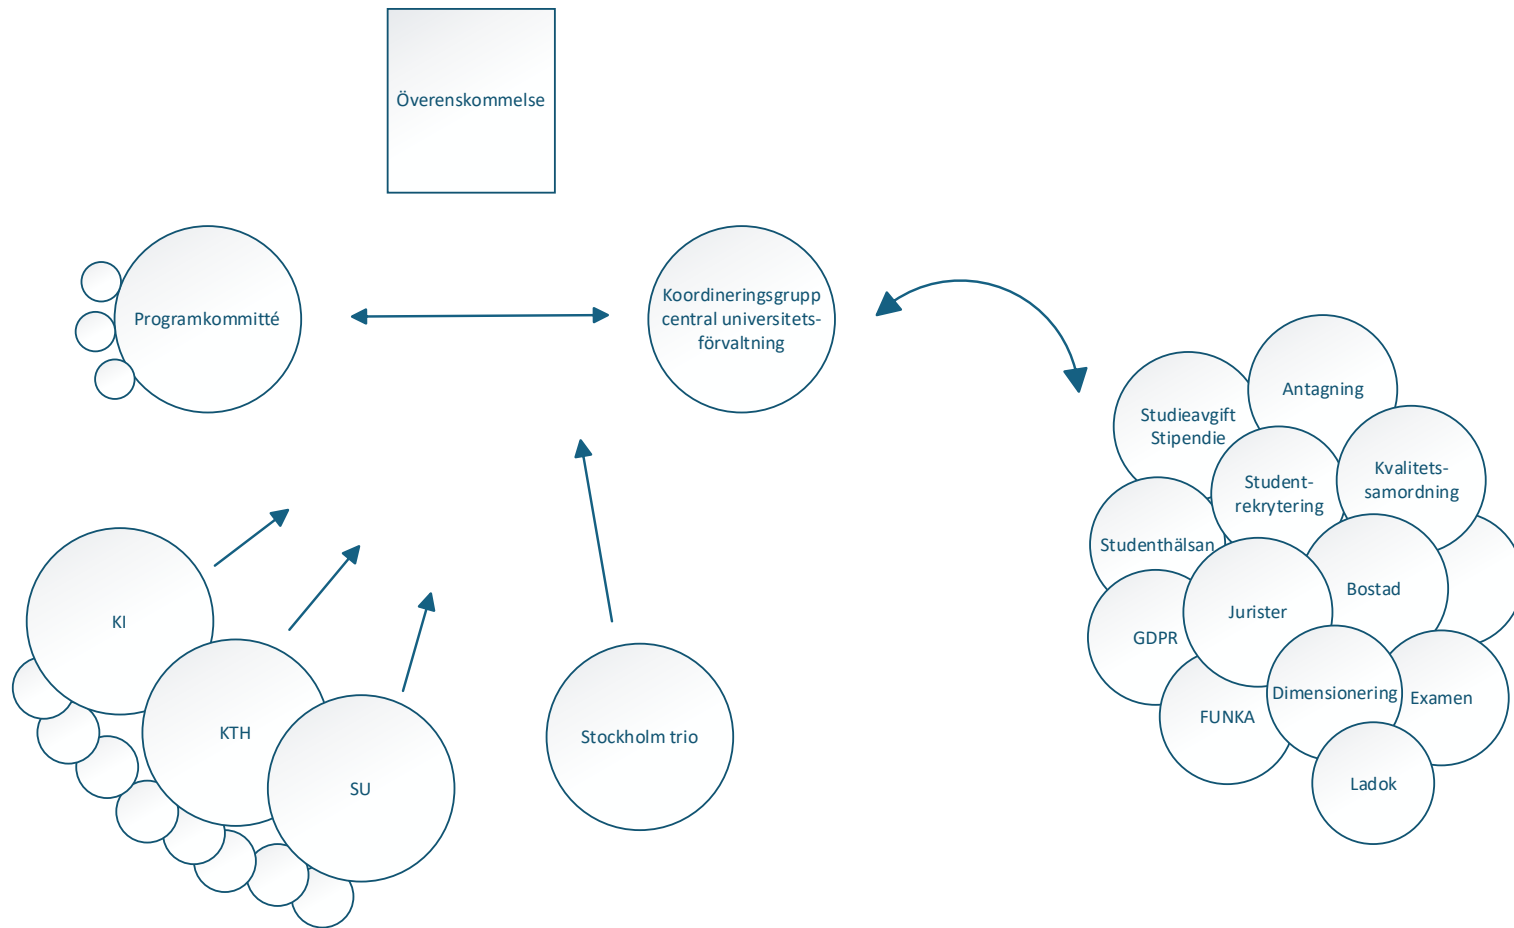 Överenskommelse
Programkommitté
Koordineringsgrupp
central universitets-
förvaltning
Studieavgift
Stipendie
Antagning
Student-
rekrytering
Kvalitets-
samordning
Studenthälsan
Bostad
Jurister
GDPR
Dimensionering
Examen
FUNKA
Ladok
KI
KTH
SU
Stockholm trio